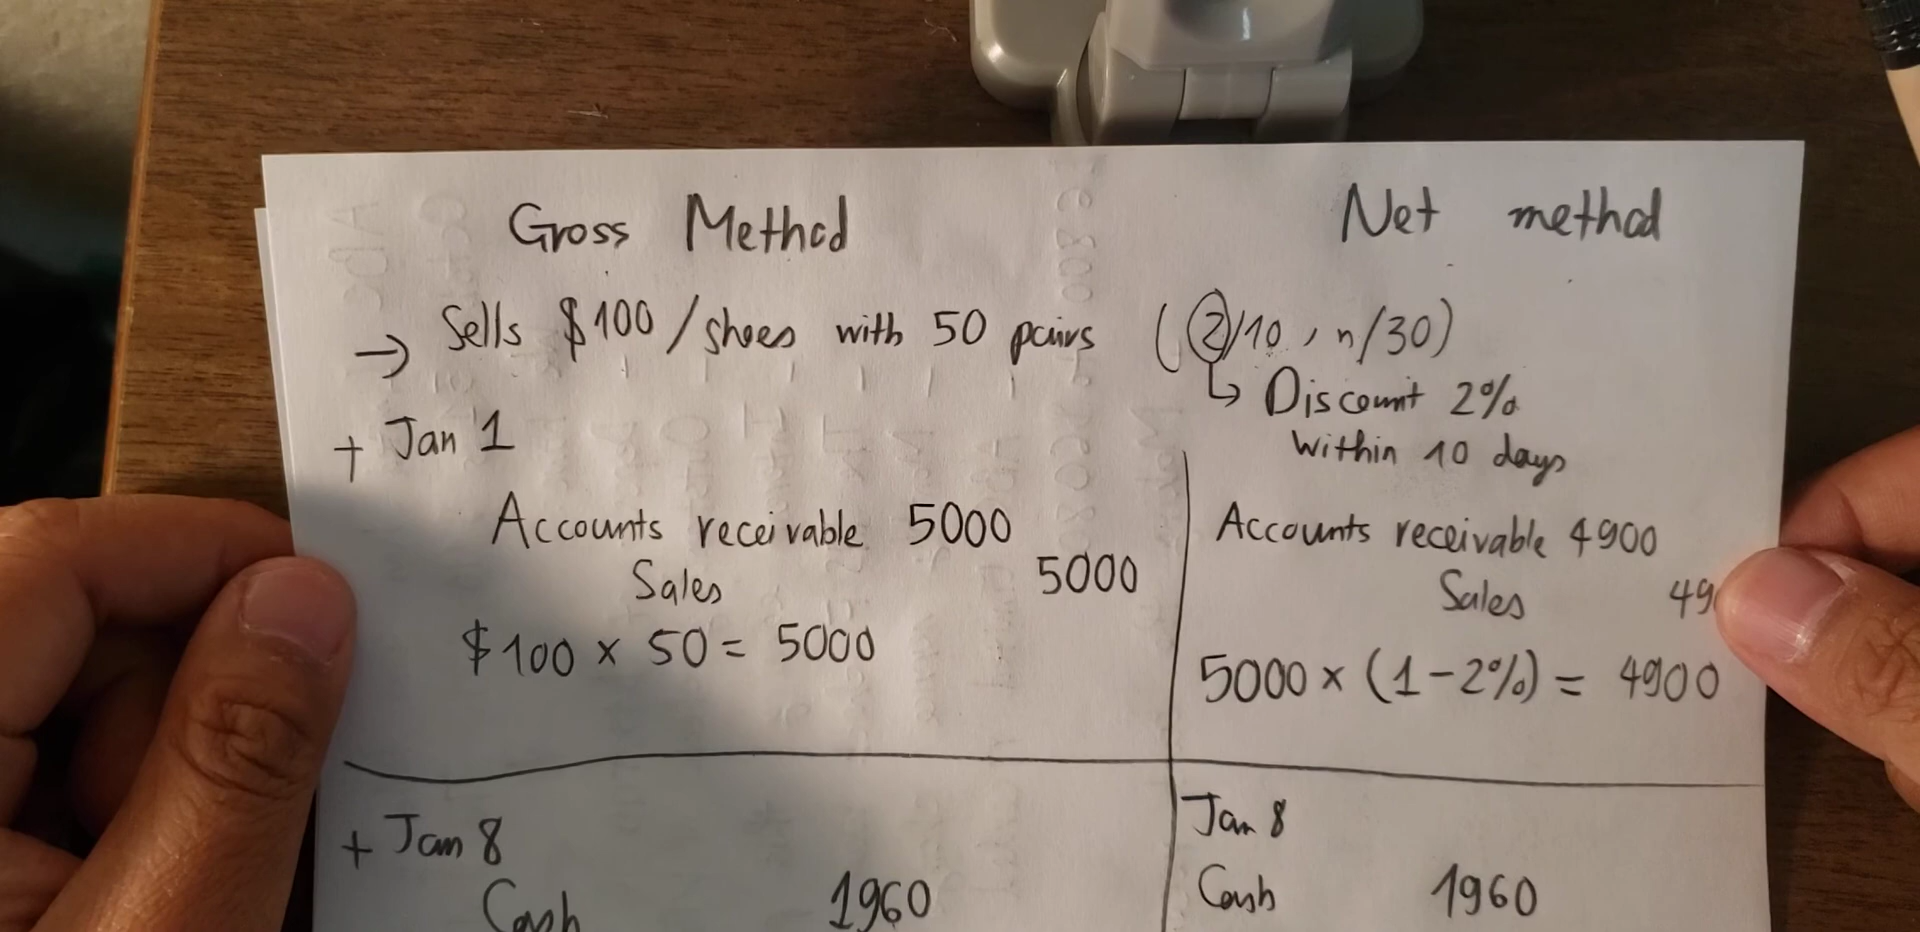 Gross Method
Net method
→ Sells $100/shoes with 50 pairs (2/10, n/30)
↳ Discount 2%
Within 10 days
+ Jan 1
Accounts receivable 5000
Sales 5000
$100 × 50 = 5000
Accounts receivable 4900
Sales 49
5000 × (1-2%) = 4900
+ Jan 8
Cash 1960
Jan 8
Cash 1960